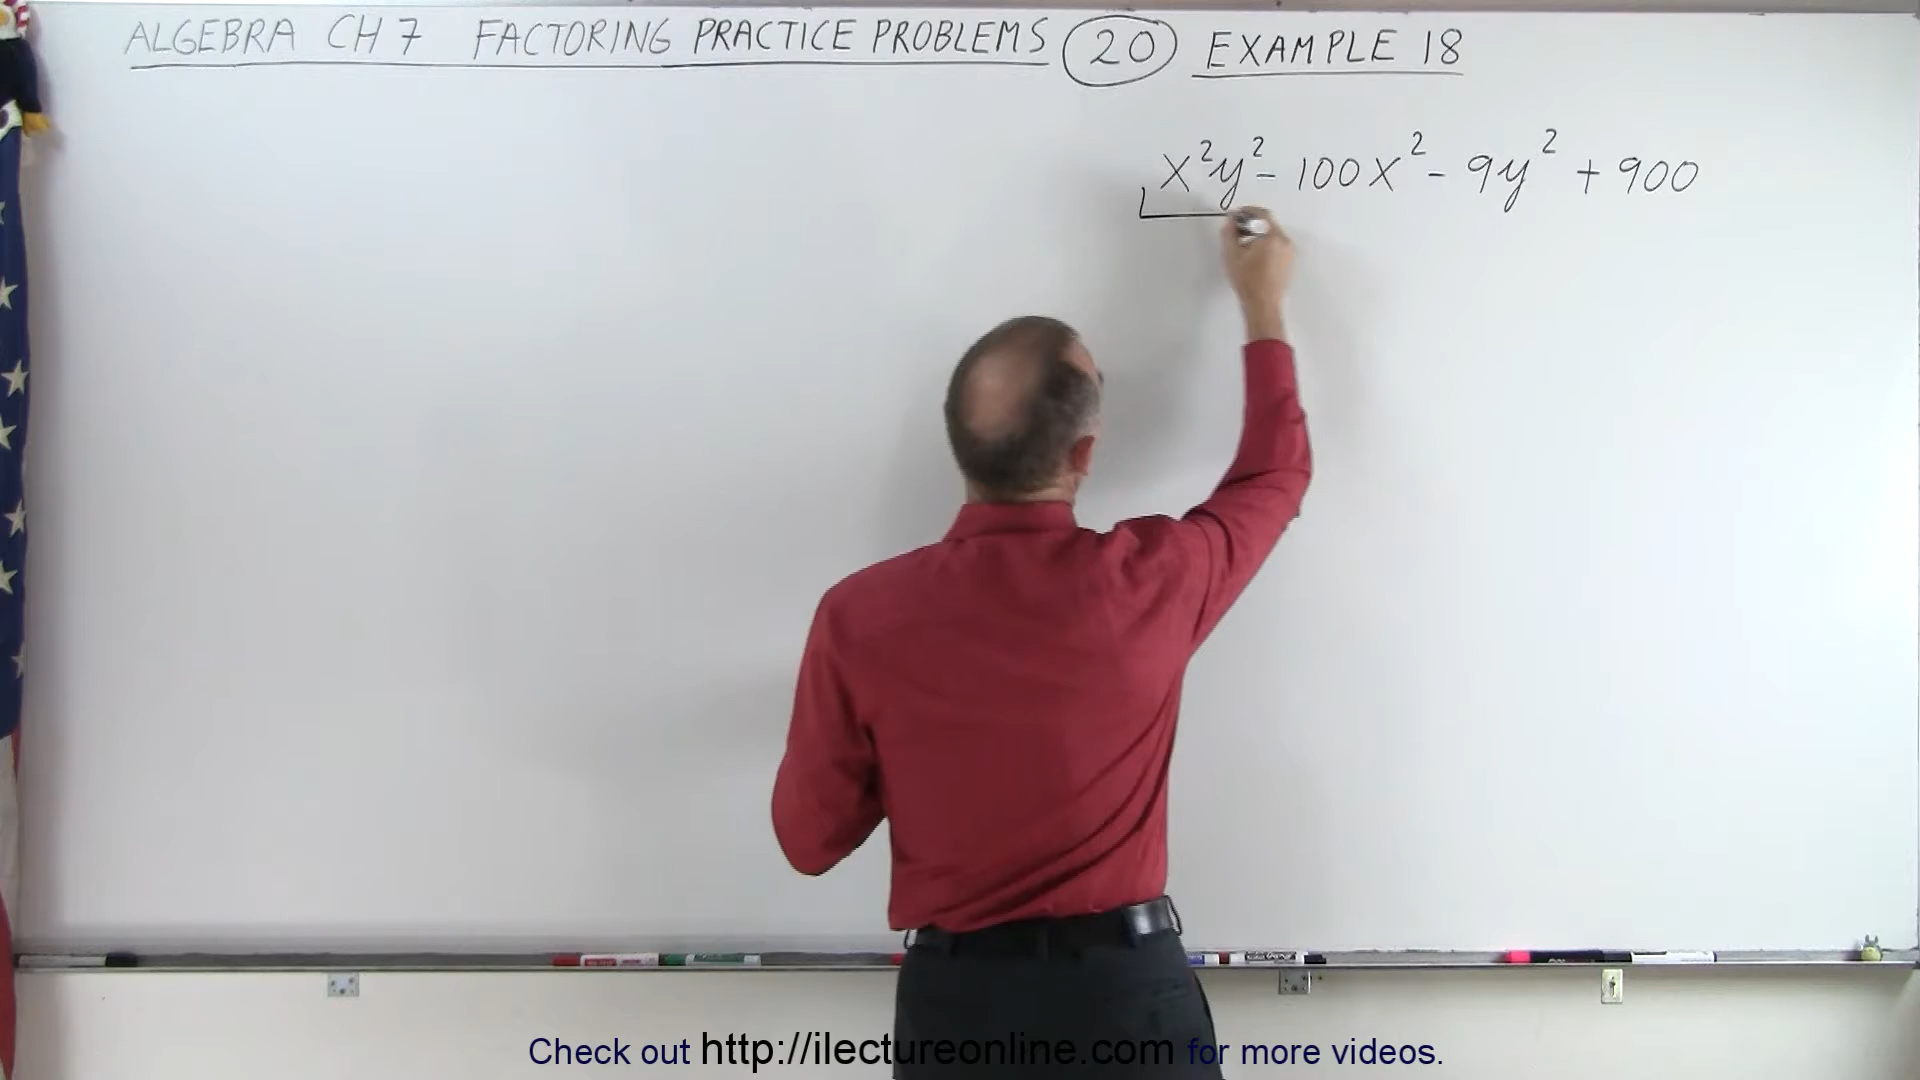 ALGEBRA CH 7 FACTORING PRACTICE PROBLEMS 20 EXAMPLE 18
x²y² - 100x² - 9y² + 900
Check out http://ilectureonline.com for more videos.